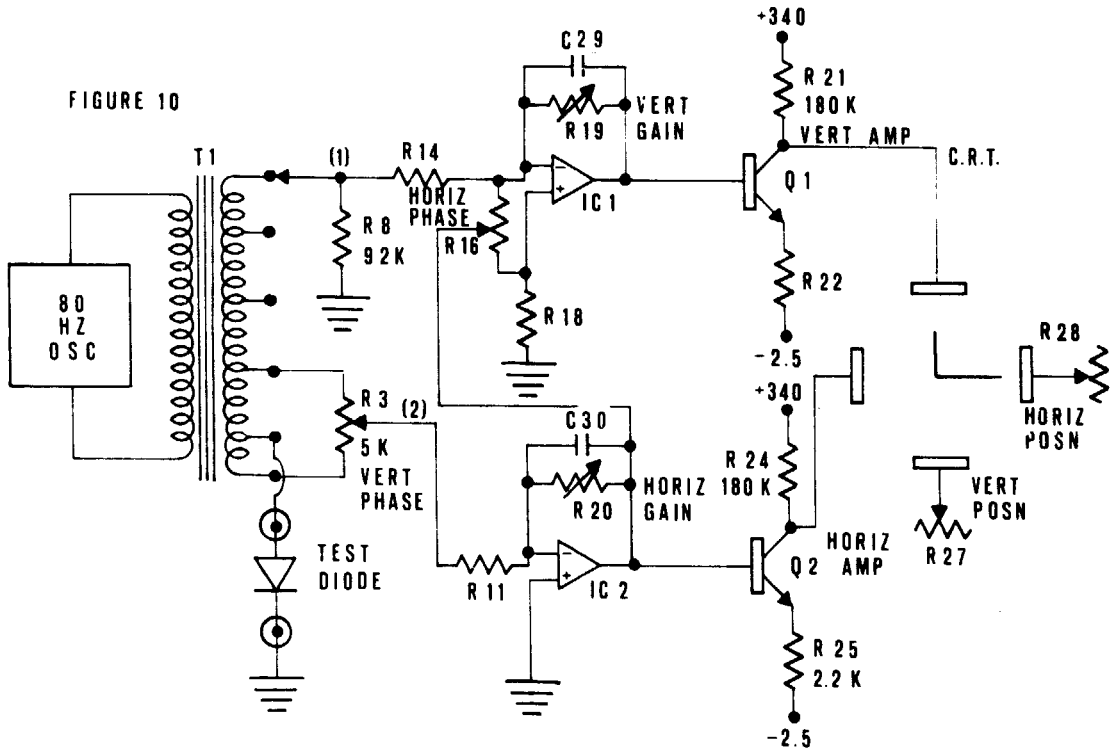 FIGURE 10
T1
80
HZ
OSC
(1)
R8
92K
R14
HORIZ
PHASE
R16
R18
C29
R19
VERT
GAIN
-
+
IC1
+340
R21
180K
VERT AMP
Q1
R22
-2.5
C.R.T.
R28
HORIZ
POSN
VERT
POSN
R27
R3
5K
VERT
PHASE
(2)
TEST
DIODE
R11
C30
R20
HORIZ
GAIN
-
+
IC2
+340
R24
180K
HORIZ
AMP
Q2
R25
2.2K
-2.5